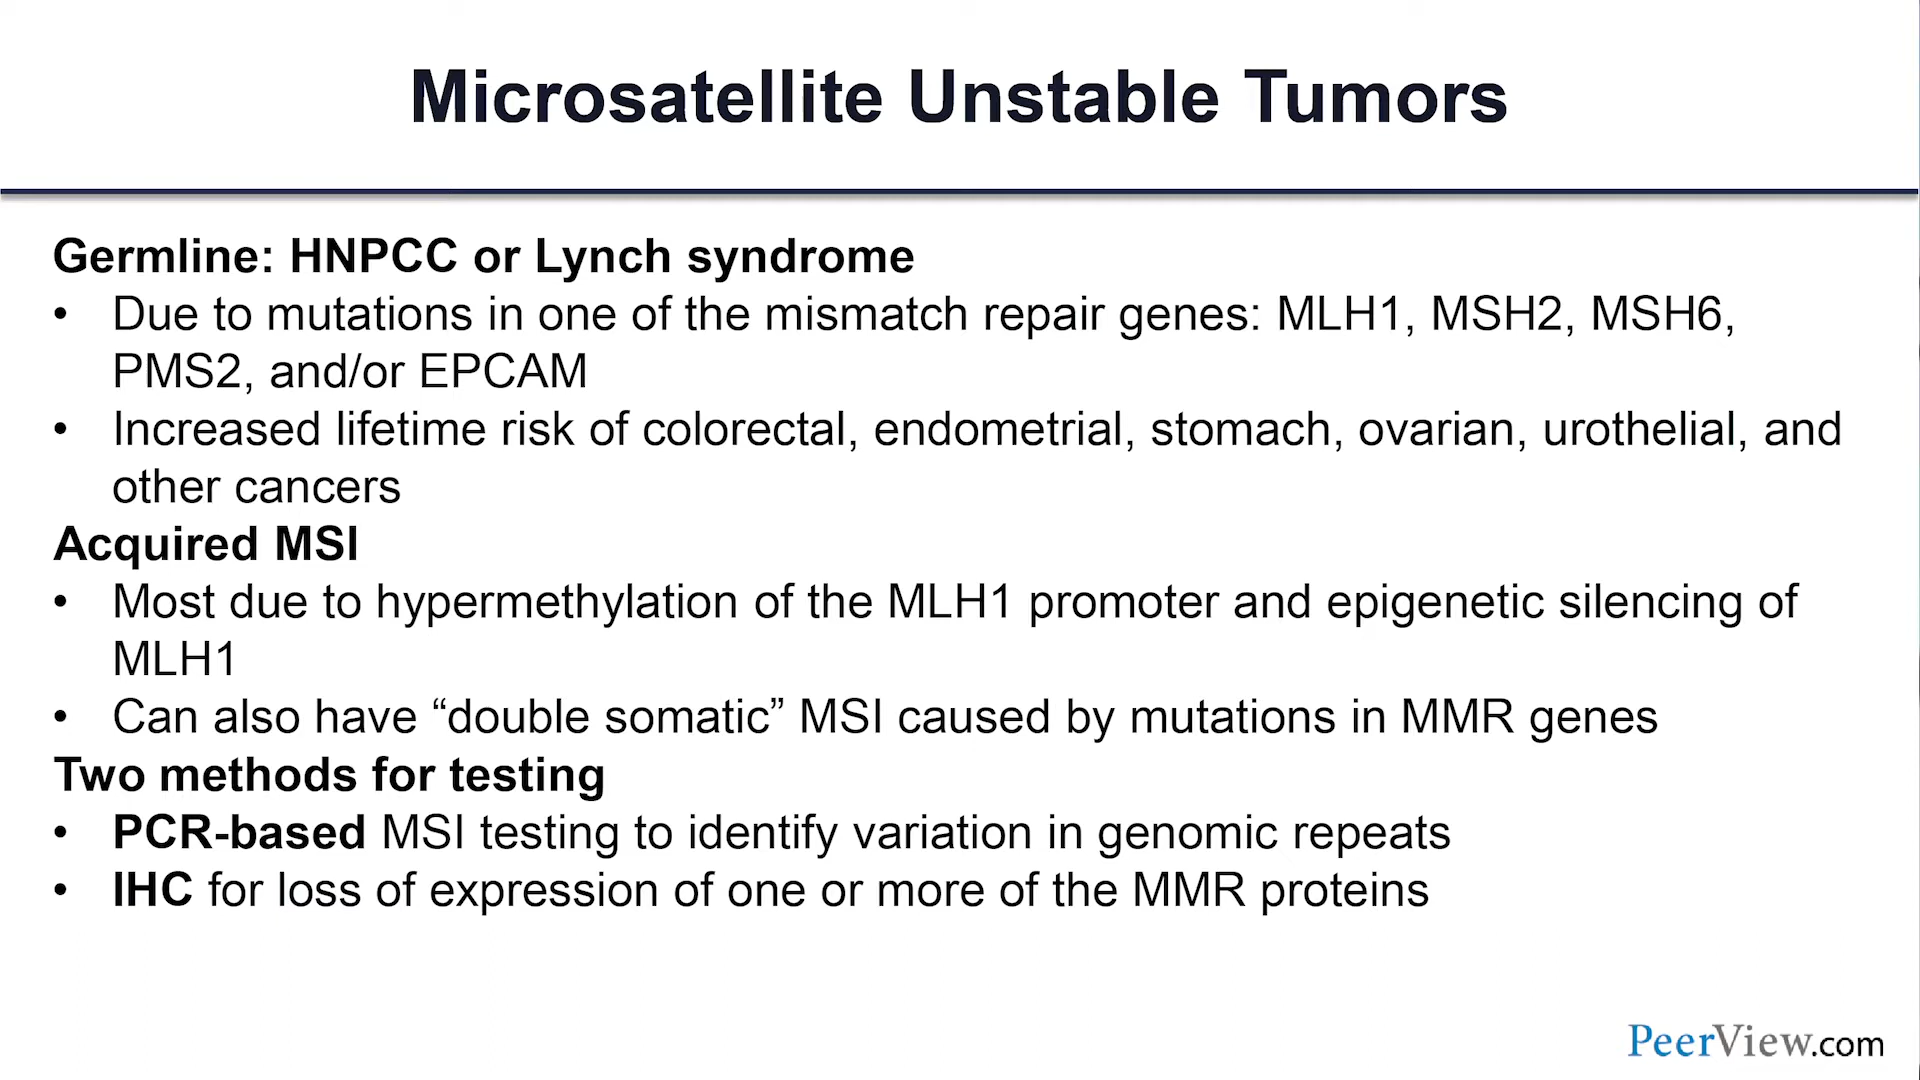 Microsatellite Unstable Tumors
Germline: HNPCC or Lynch syndrome
• Due to mutations in one of the mismatch repair genes: MLH1, MSH2, MSH6,
PMS2, and/or EPCAM
• Increased lifetime risk of colorectal, endometrial, stomach, ovarian, urothelial, and
other cancers
Acquired MSI
• Most due to hypermethylation of the MLH1 promoter and epigenetic silencing of
MLH1
• Can also have “double somatic” MSI caused by mutations in MMR genes
Two methods for testing
• PCR-based MSI testing to identify variation in genomic repeats
• IHC for loss of expression of one or more of the MMR proteins
PeerView.com